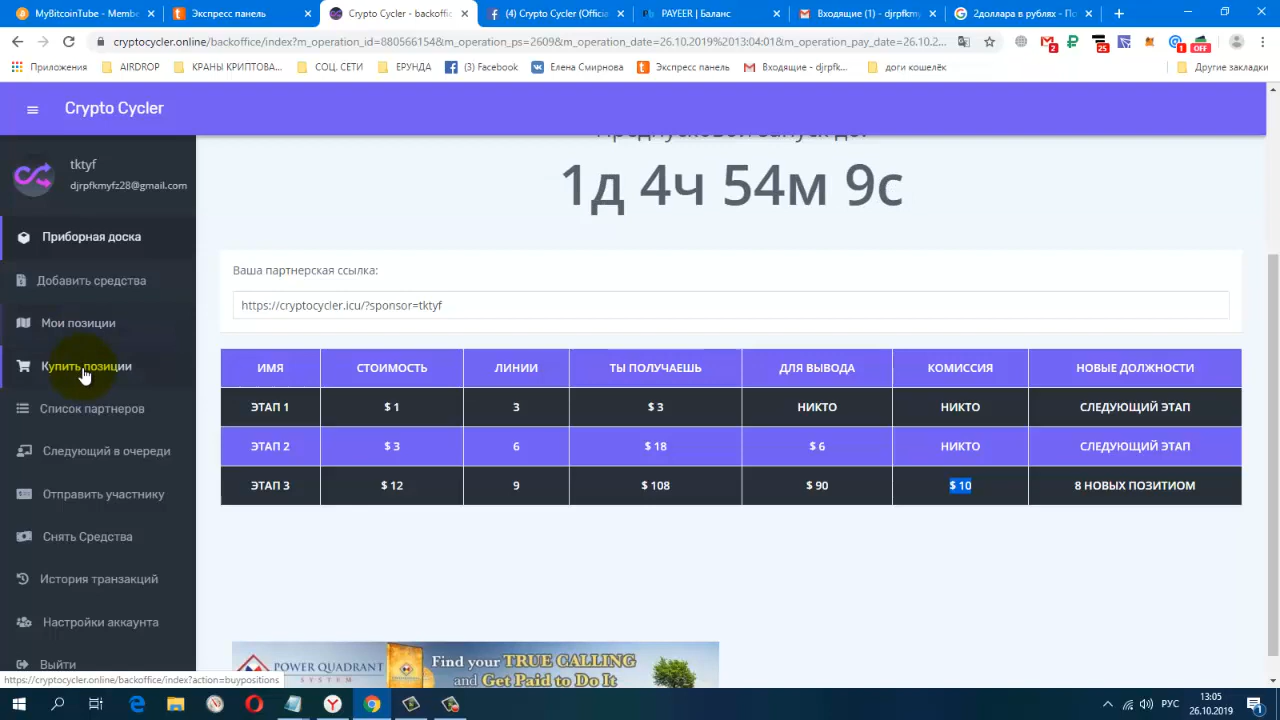 MyBitcoinTub - Membe
Экспресс панель
Crypto Cycler - backoffic
(4) Crypto Cycler (Officia
PAYEER | Баланс
Входящие (1) - djrpfkmy
2доллара в рублях - По
cryptocycler.online/backoffice/index?m_operation_id=880566154&m_operation_ps=2609&m_operation_date=26.10.2019%2013:04:01&m_operation_pay_date=26.10.2...
Приложения
AIRDROP
КРАНЫ КРИПТОВА...
СОЦ. СЕТИ
ЕРУНДА
(3) Facebook
Елена Смирнова
Экспресс панель
Входящие - djrpfk...
доги кошелёк
Другие закладки
Crypto Cycler
tktyf
djrpfkmyfz28@gmail.com
Приборная доска
Добавить средства
Мои позиции
Купить позиции
Список партнеров
Следующий в очереди
Отправить участнику
Снять Средства
История транзакций
Настройки аккаунта
Выйти
1д 4ч 54м 9с
Ваша партнерская ссылка:
https://cryptocycler.icu/?sponsor=tktyf
ИМЯ СТОИМОСТЬ ЛИНИИ ТЫ ПОЛУЧАЕШЬ ДЛЯ ВЫВОДА КОМИССИЯ НОВЫЕ ДОЛЖНОСТИ
ЭТАП 1 $ 1 3 $ 3 НИКТО НИКТО СЛЕДУЮЩИЙ ЭТАП
ЭТАП 2 $ 3 6 $ 18 $ 6 НИКТО СЛЕДУЮЩИЙ ЭТАП
ЭТАП 3 $ 12 9 $ 108 $ 90 $ 10 8 НОВЫХ ПОЗИТИОМ
POWER QUADRANT
SYSTEM
Find your TRUE CALLING
and Get Paid to Do It
https://cryptocycler.online/backoffice/index?action=buypositions
РУС
13:05
26.10.2019